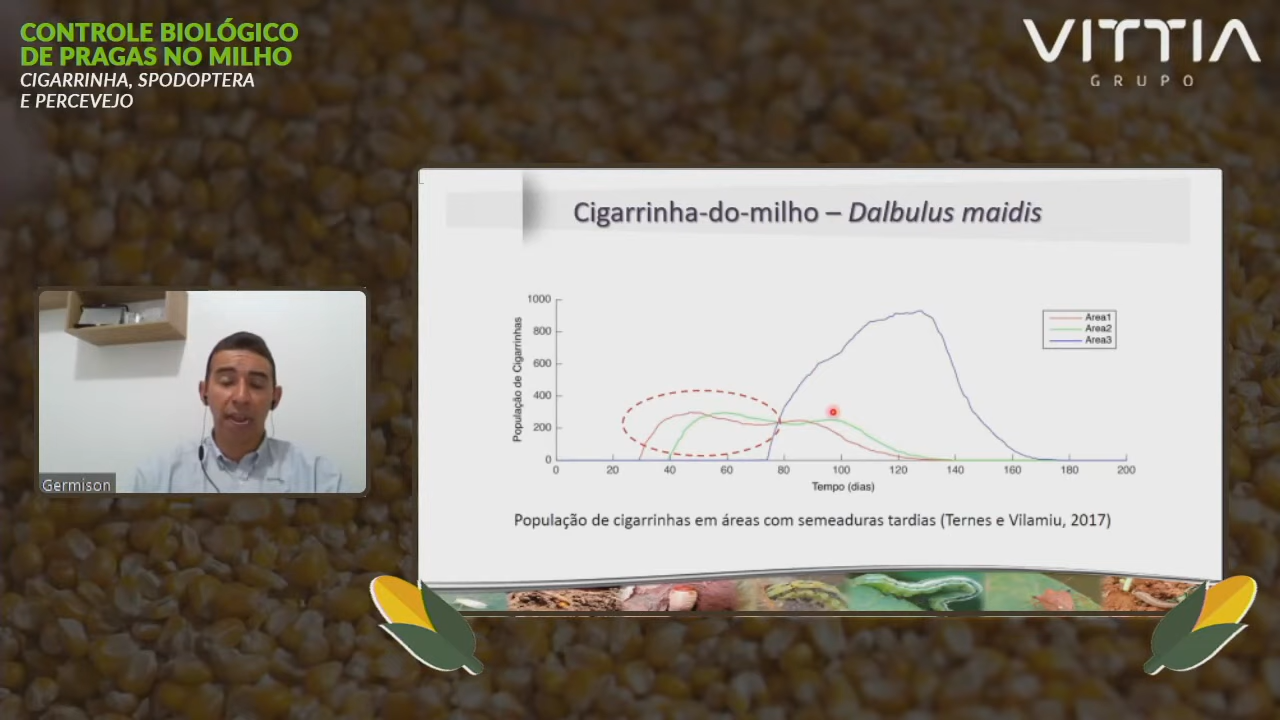 CONTROLE BIOLÓGICO
DE PRAGAS NO MILHO
CIGARRINHA, SPODOPTERA
E PERCEVEJO
VITTIA
GRUPO
Cigarrinha-do-milho – Dalbulus maidis
1000
800
600
400
200
0
População de Cigarrinhas
0 20 40 60 80 100 120 140 160 180 200
Tempo (dias)
Area1
Area2
Area3
População de cigarrinhas em áreas com semeaduras tardias (Ternes e Vilamiu, 2017)
Germison